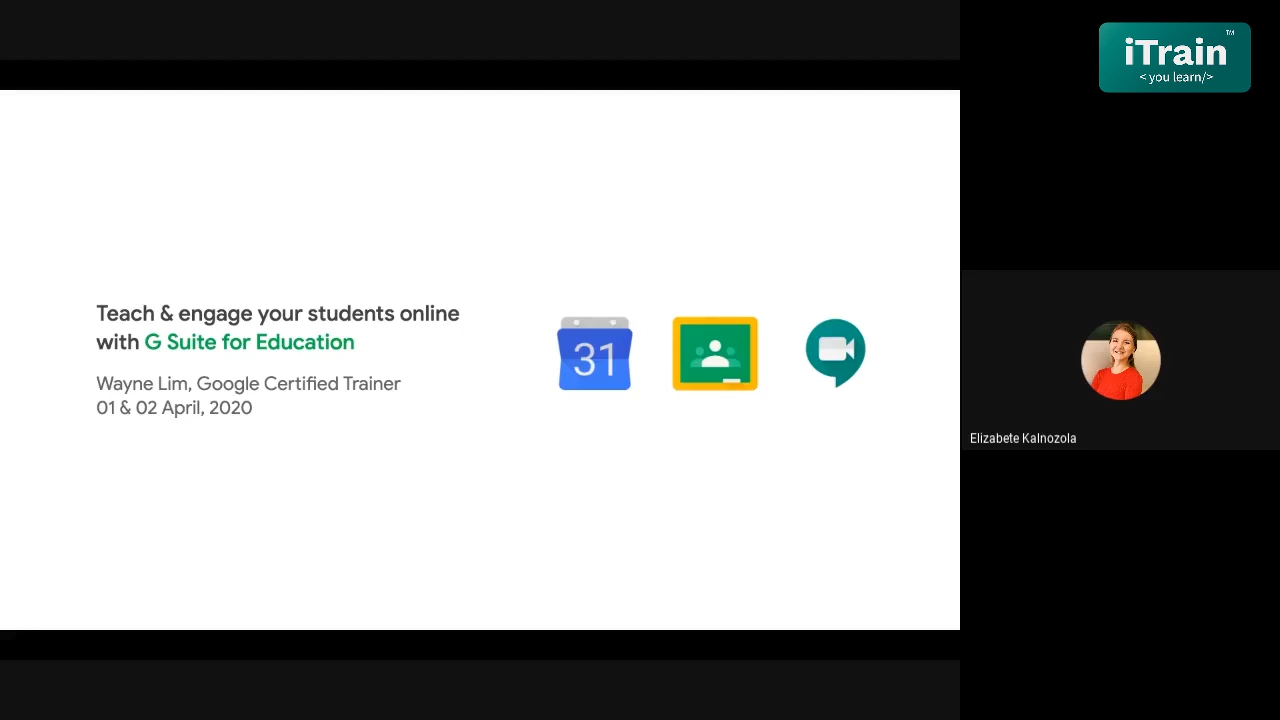 iTrain™
< you learn/>
Teach & engage your students online
with G Suite for Education
Wayne Lim, Google Certified Trainer
01 & 02 April, 2020
31
Elizabete Kalnozola